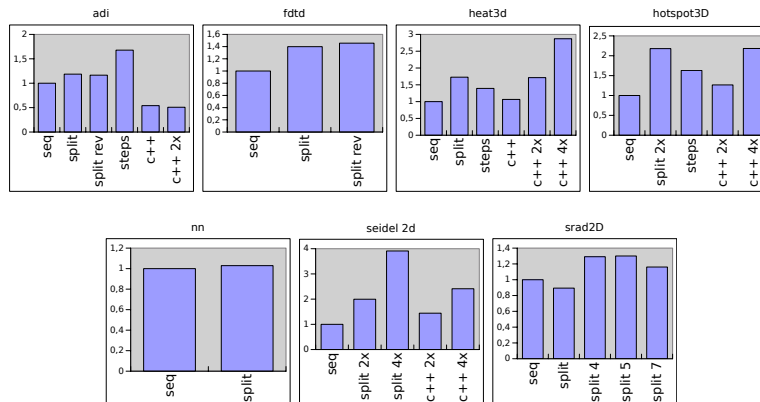 adi
2
1,5
1
0,5
0
seq
split
split rev
steps
c++
c++ 2x
fdtd
1,6
1,4
1,2
1
0,8
0,6
0,4
0,2
0
seq
split
split rev
heat3d
3
2,5
2
1,5
1
0,5
0
seq
split
steps
c++
c++ 2x
c++ 4x
hotspot3D
2,5
2
1,5
1
0,5
0
seq
split 2x
steps
c++ 2x
c++ 4x
nn
1,2
1
0,8
0,6
0,4
0,2
0
seq
split
seidel 2d
4
3
2
1
0
seq
split 2x
split 4x
c++ 2x
c++ 4x
srad2D
1,4
1,2
1
0,8
0,6
0,4
0,2
0
seq
split
split 4
split 5
split 7